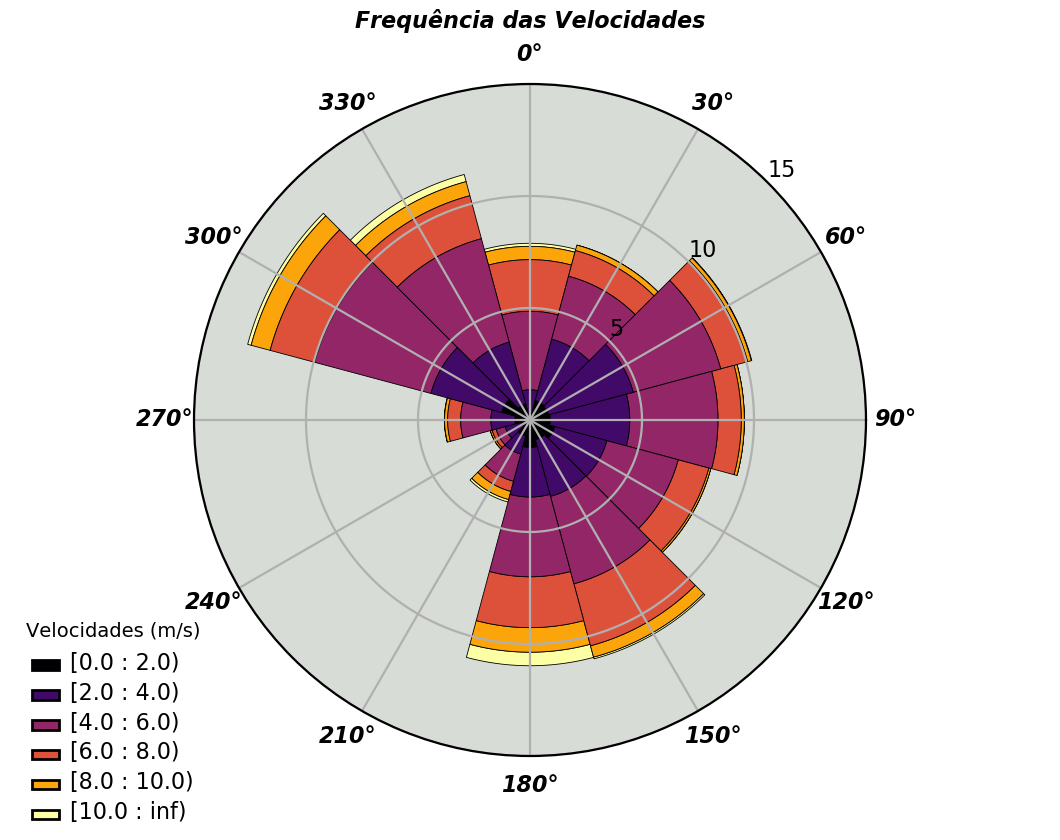 Frequência das Velocidades
0°
330°
30°
15
300°
60°
10
5
270°
90°
240°
120°
210°
150°
180°
Velocidades (m/s)
[0.0 : 2.0)
[2.0 : 4.0)
[4.0 : 6.0)
[6.0 : 8.0)
[8.0 : 10.0)
[10.0 : inf)